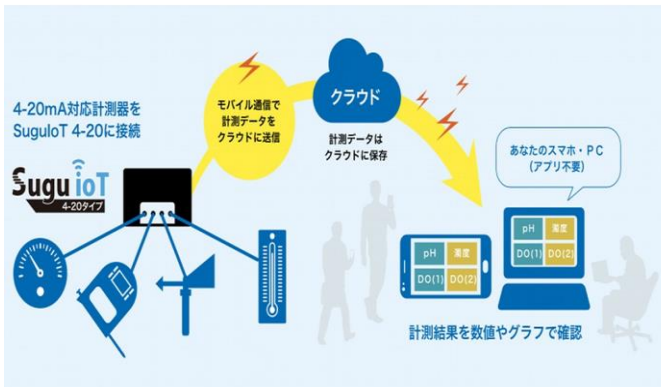 4-20mA対応計測器を
SuguIoT 4-20に接続
Sugu ioT
4-20タイプ
モバイル通信で
計測データを
クラウドに送信
クラウド
計測データは
クラウドに保存
あなたのスマホ・PC
(アプリ不要)
pH 濁度
DO(1) DO(2)
pH 濁度
DO(1) DO(2)
計測結果を数値やグラフで確認